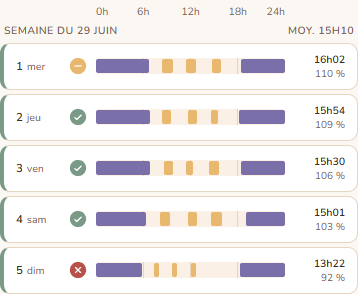 0h 6h 12h 18h 24h
SEMAINE DU 29 JUIN MOY. 15H10
1 mer 16h02
110 %
2 jeu 15h54
109 %
3 ven 15h30
106 %
4 sam 15h01
103 %
5 dim 13h22
92 %